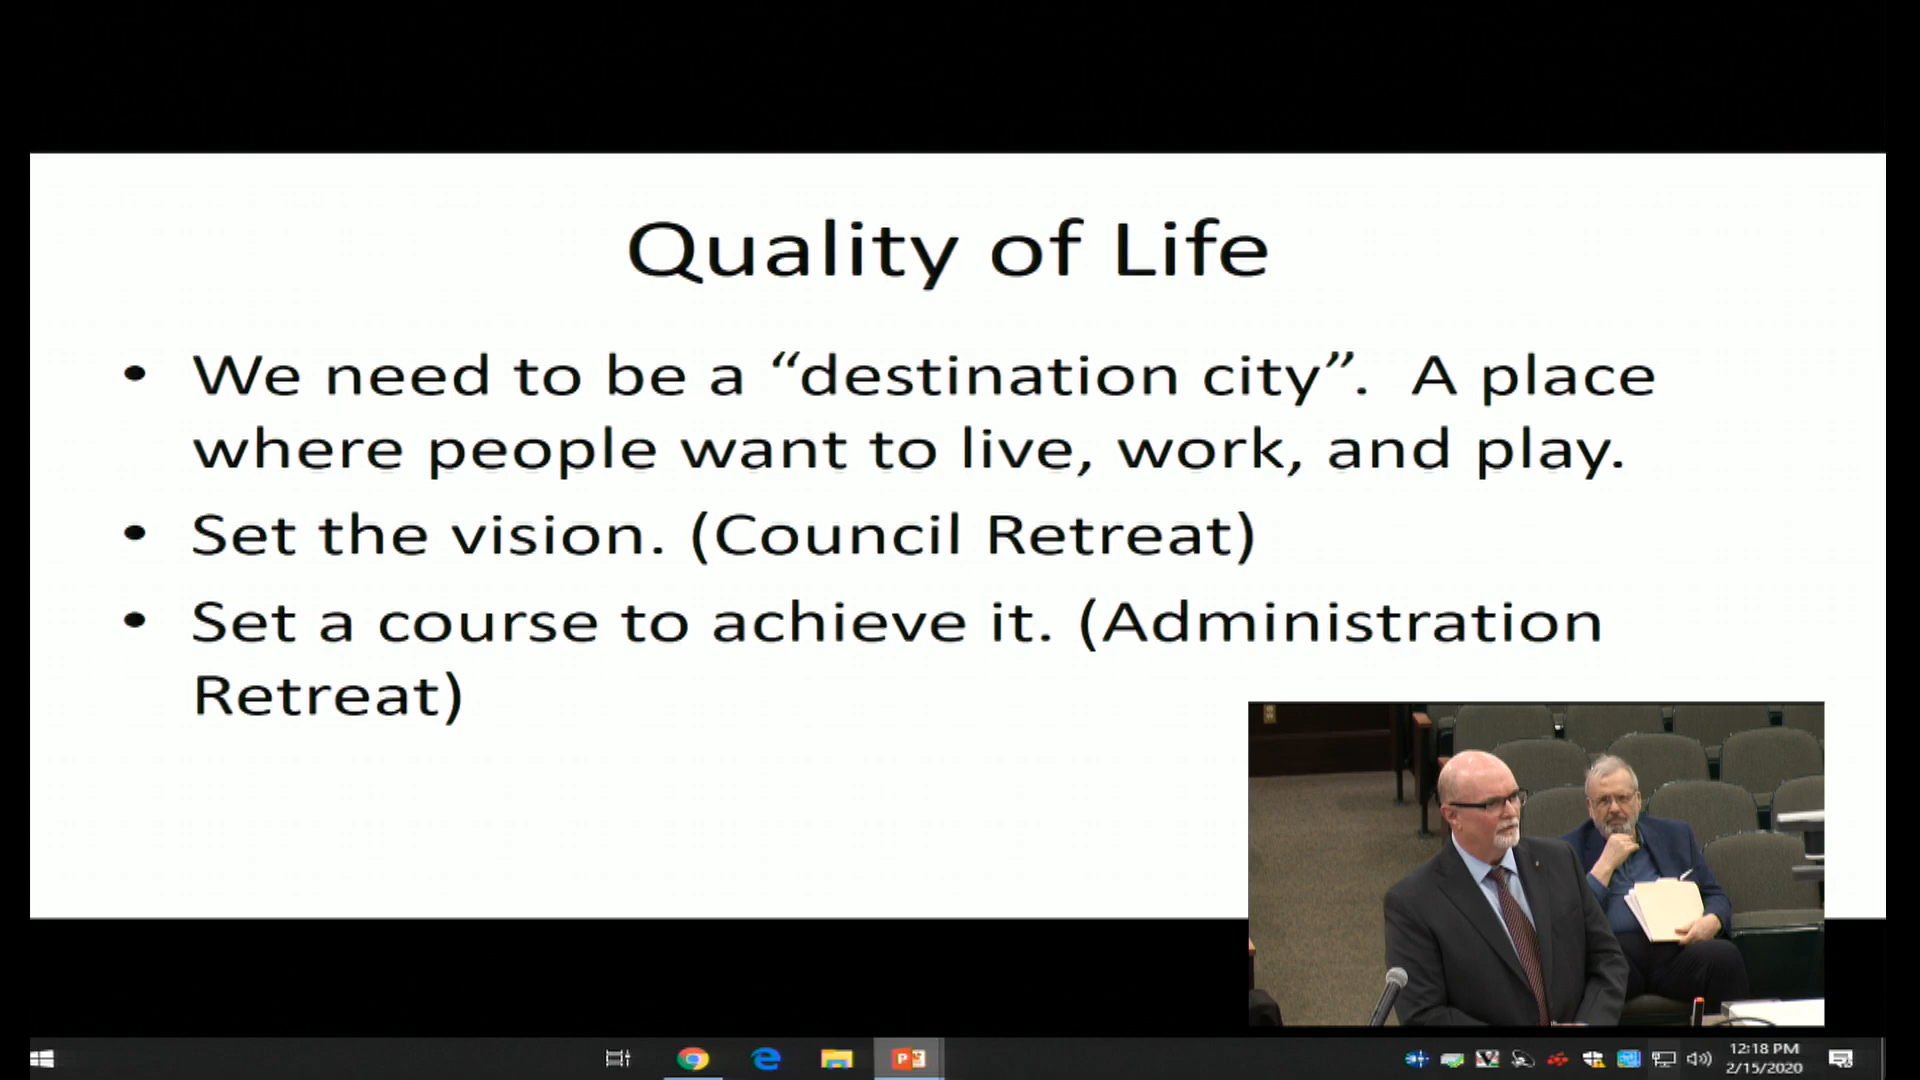 Quality of Life
• We need to be a “destination city”. A place
where people want to live, work, and play.
• Set the vision. (Council Retreat)
• Set a course to achieve it. (Administration
Retreat)
12:18 PM
2/15/2020